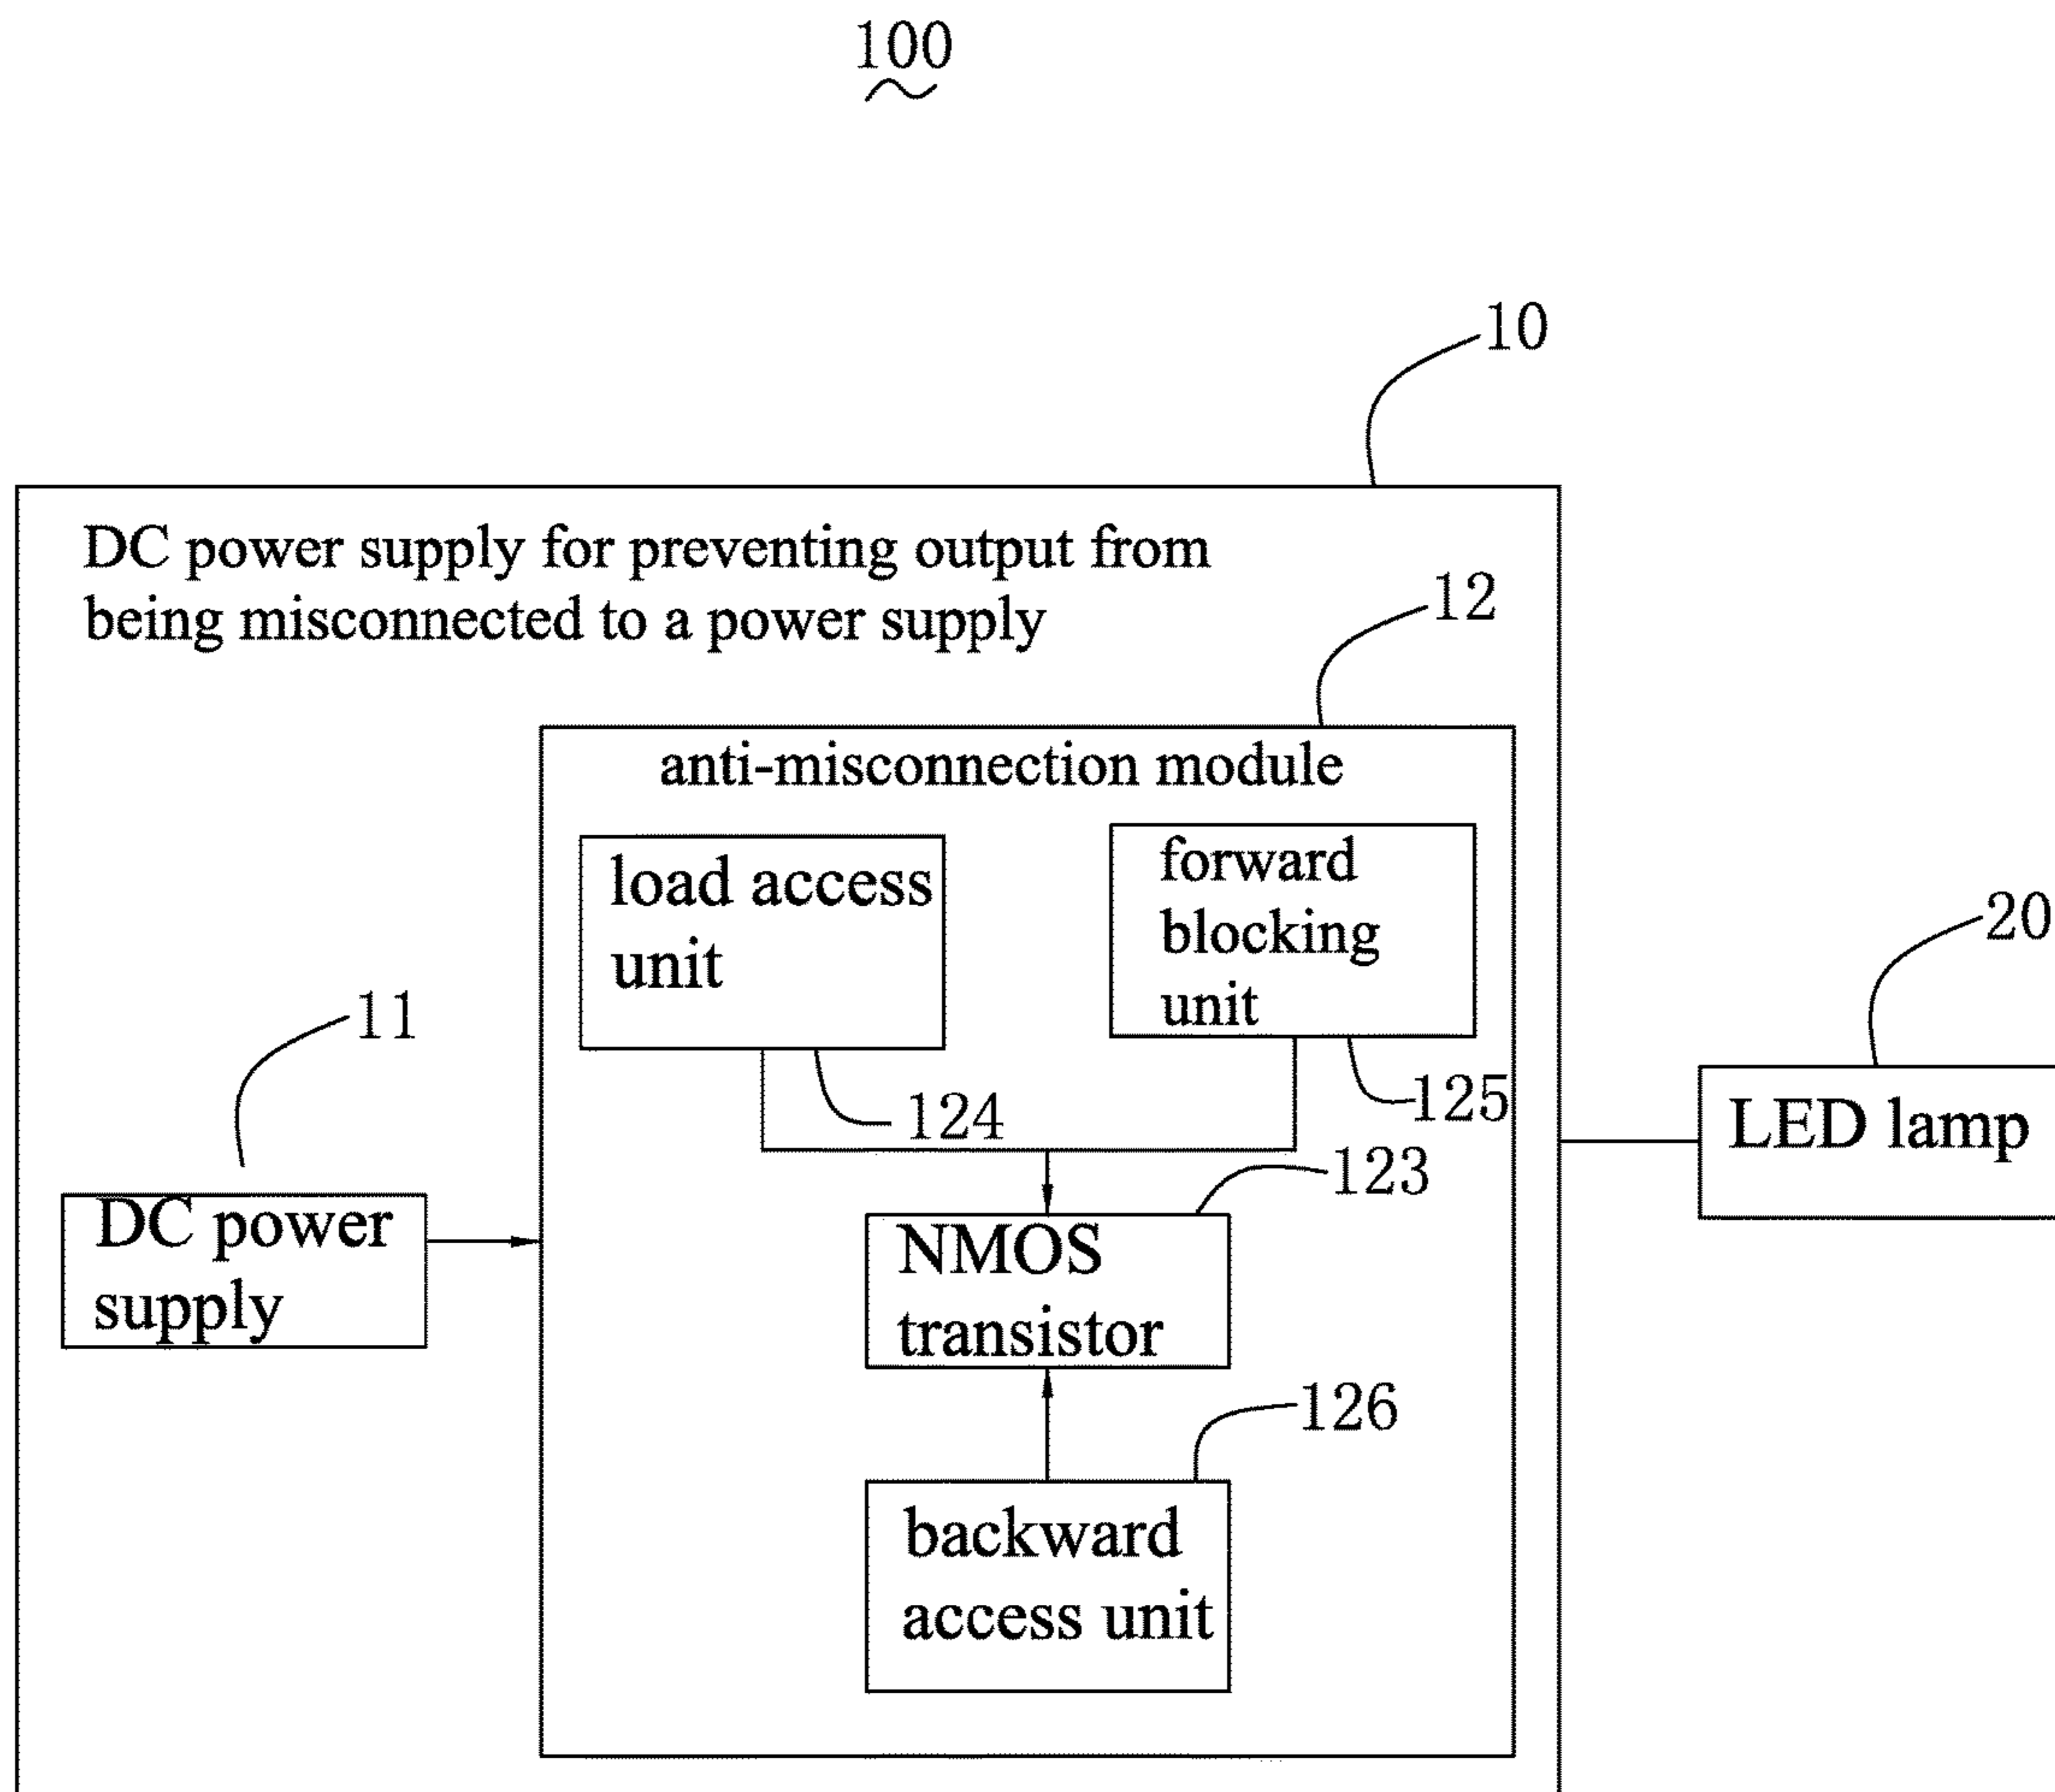 100
10
DC power supply for preventing output from
being misconnected to a power supply
12
anti-misconnection module
load access
unit
forward
blocking
unit
20
11
124
125
LED lamp
123
DC power
supply
NMOS
transistor
126
backward
access unit